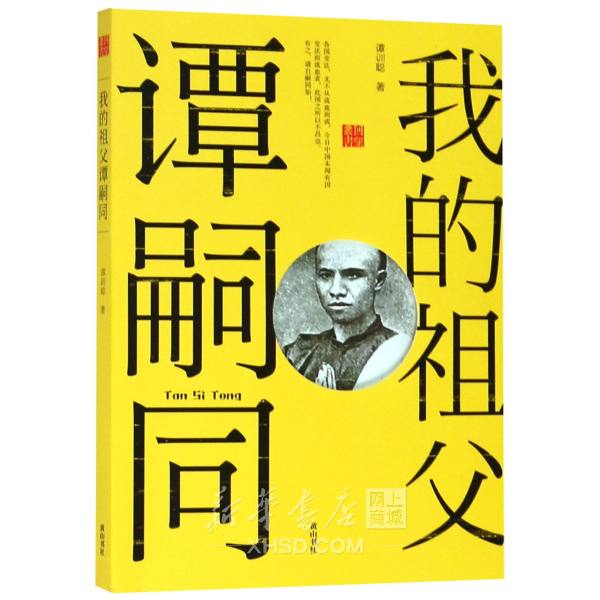 我的祖父
谭嗣同
Tan Si Tong
谭训聪 著
各国变法，无不从流血而成，今日中国未闻有因
变法而流血者，此国之所以不昌也。
有之，请自嗣同始！
黄山书社
我的祖父谭嗣同
谭训聪 著
新华书店
网上
商城
XHSD.COM